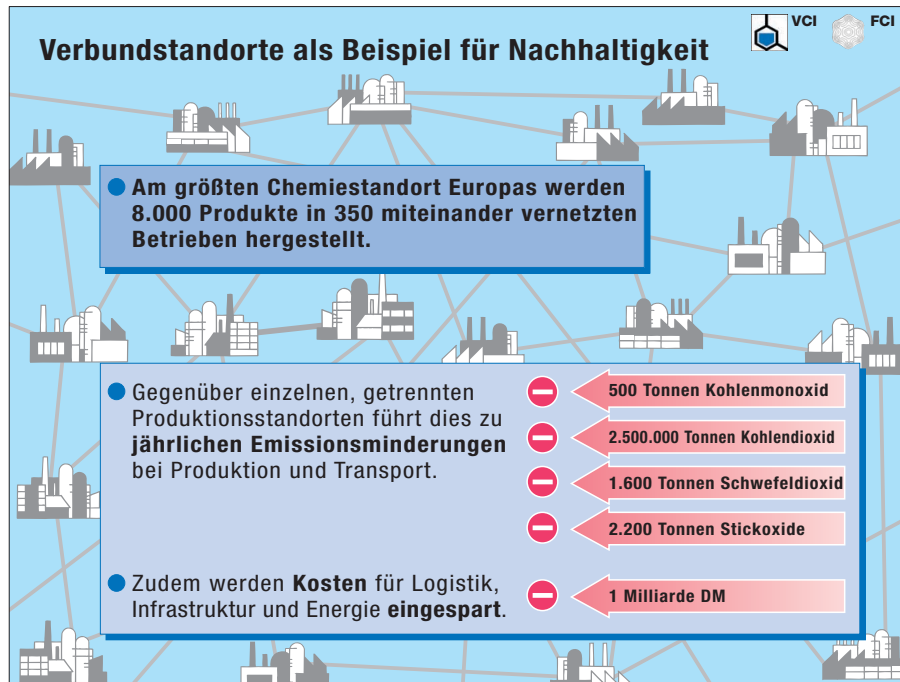 Verbundstandorte als Beispiel für Nachhaltigkeit
VCI
FCI
Am größten Chemiestandort Europas werden
8.000 Produkte in 350 miteinander vernetzten
Betrieben hergestellt.
Gegenüber einzelnen, getrennten
Produktionsstandorten führt dies zu
jährlichen Emissionsminderungen
bei Produktion und Transport.
500 Tonnen Kohlenmonoxid
2.500.000 Tonnen Kohlendioxid
1.600 Tonnen Schwefeldioxid
2.200 Tonnen Stickoxide
Zudem werden Kosten für Logistik,
Infrastruktur und Energie eingespart.
1 Milliarde DM